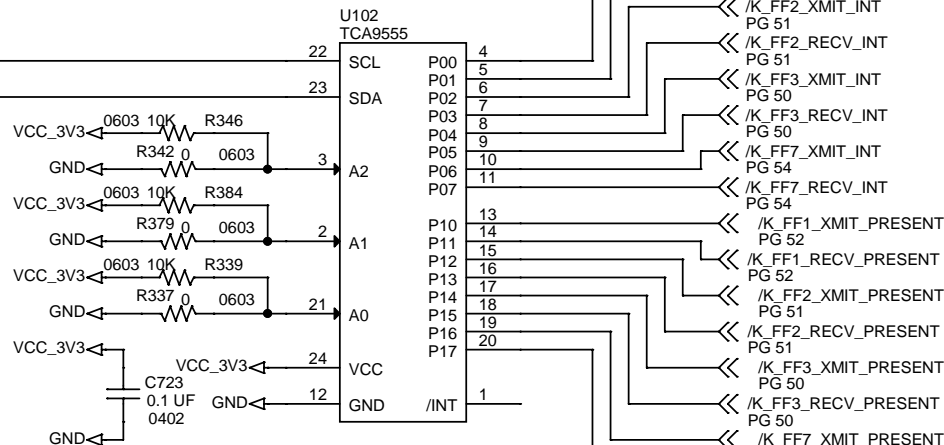 U102
TCA9555
22 SCL
23 SDA
VCC_3V3 0603 10K R346
GND R342 0 0603 3 A2
VCC_3V3 0603 10K R384
GND R379 0 0603 2 A1
VCC_3V3 0603 10K R339
GND R337 0 0603 21 A0
VCC_3V3
C723
0.1 UF
0402
GND
VCC_3V3 24 VCC
GND 12 GND
P00 4
P01 5
P02 6
P03 7
P04 8
P05 9
P06 10
P07 11
P10 13
P11 14
P12 15
P13 16
P14 17
P15 18
P16 19
P17 20
/INT 1
/K_FF2_XMIT_INT
PG 51
/K_FF2_RECV_INT
PG 51
/K_FF3_XMIT_INT
PG 50
/K_FF3_RECV_INT
PG 50
/K_FF7_XMIT_INT
PG 54
/K_FF7_RECV_INT
PG 54
/K_FF1_XMIT_PRESENT
PG 52
/K_FF1_RECV_PRESENT
PG 52
/K_FF2_XMIT_PRESENT
PG 51
/K_FF2_RECV_PRESENT
PG 51
/K_FF3_XMIT_PRESENT
PG 50
/K_FF3_RECV_PRESENT
PG 50
/K_FF7_XMIT_PRESENT